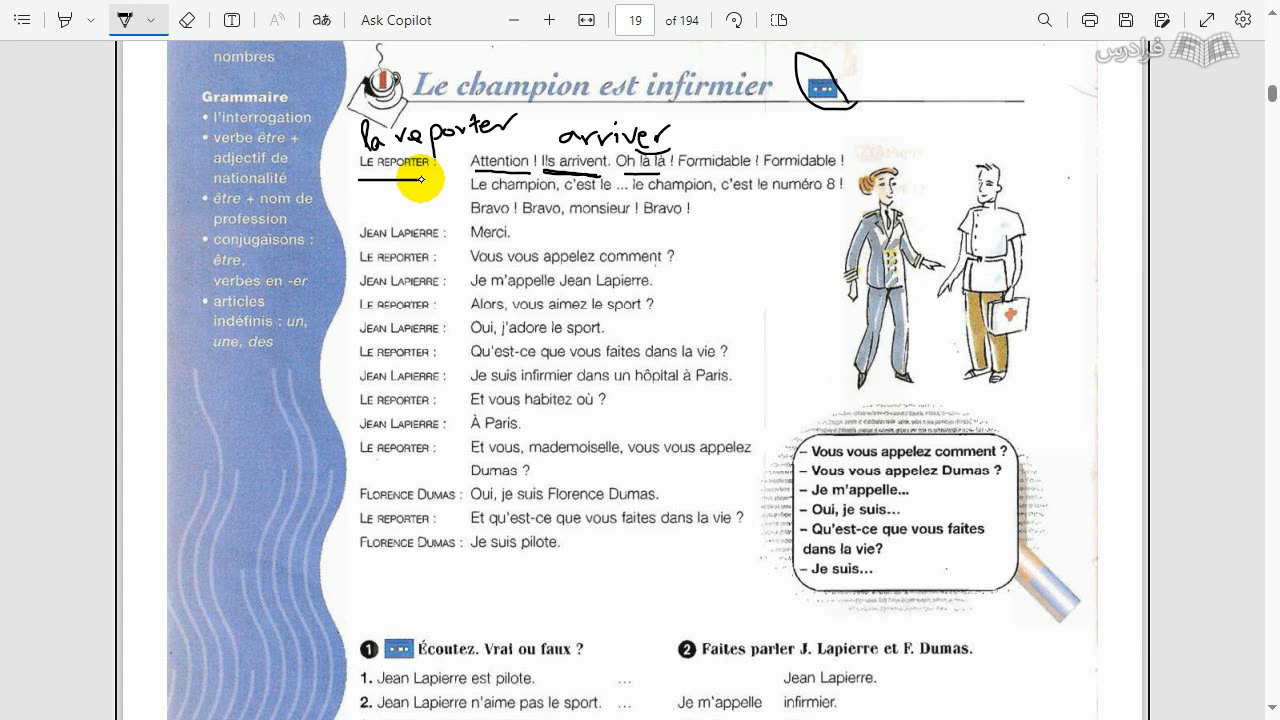 Ask Copilot
19 of 194
فرادرس
nombres
Grammaire
• l'interrogation
• verbe être +
adjectif de
nationalité
• être + nom de
profession
• conjugaisons :
être,
verbes en -er
• articles
indéfinis : un,
une, des
Le champion est infirmier
la reporter arriver
LE REPORTER : Attention ! Ils arrivent. Oh là là ! Formidable ! Formidable !
Le champion, c'est le ... le champion, c'est le numéro 8 !
Bravo ! Bravo, monsieur ! Bravo !
JEAN LAPIERRE : Merci.
LE REPORTER : Vous vous appelez comment ?
JEAN LAPIERRE : Je m'appelle Jean Lapierre.
LE REPORTER : Alors, vous aimez le sport ?
JEAN LAPIERRE : Oui, j'adore le sport.
LE REPORTER : Qu'est-ce que vous faites dans la vie ?
JEAN LAPIERRE : Je suis infirmier dans un hôpital à Paris.
LE REPORTER : Et vous habitez où ?
JEAN LAPIERRE : À Paris.
LE REPORTER : Et vous, mademoiselle, vous vous appelez
Dumas ?
FLORENCE DUMAS : Oui, je suis Florence Dumas.
LE REPORTER : Et qu'est-ce que vous faites dans la vie ?
FLORENCE DUMAS : Je suis pilote.
– Vous vous appelez comment ?
– Vous vous appelez Dumas ?
– Je m'appelle...
– Oui, je suis...
– Qu'est-ce que vous faites
dans la vie?
– Je suis...
1 Écoutez. Vrai ou faux ?
1. Jean Lapierre est pilote. ...
2. Jean Lapierre n'aime pas le sport. ...
2 Faites parler J. Lapierre et F. Dumas.
Jean Lapierre.
Je m'appelle infirmier.